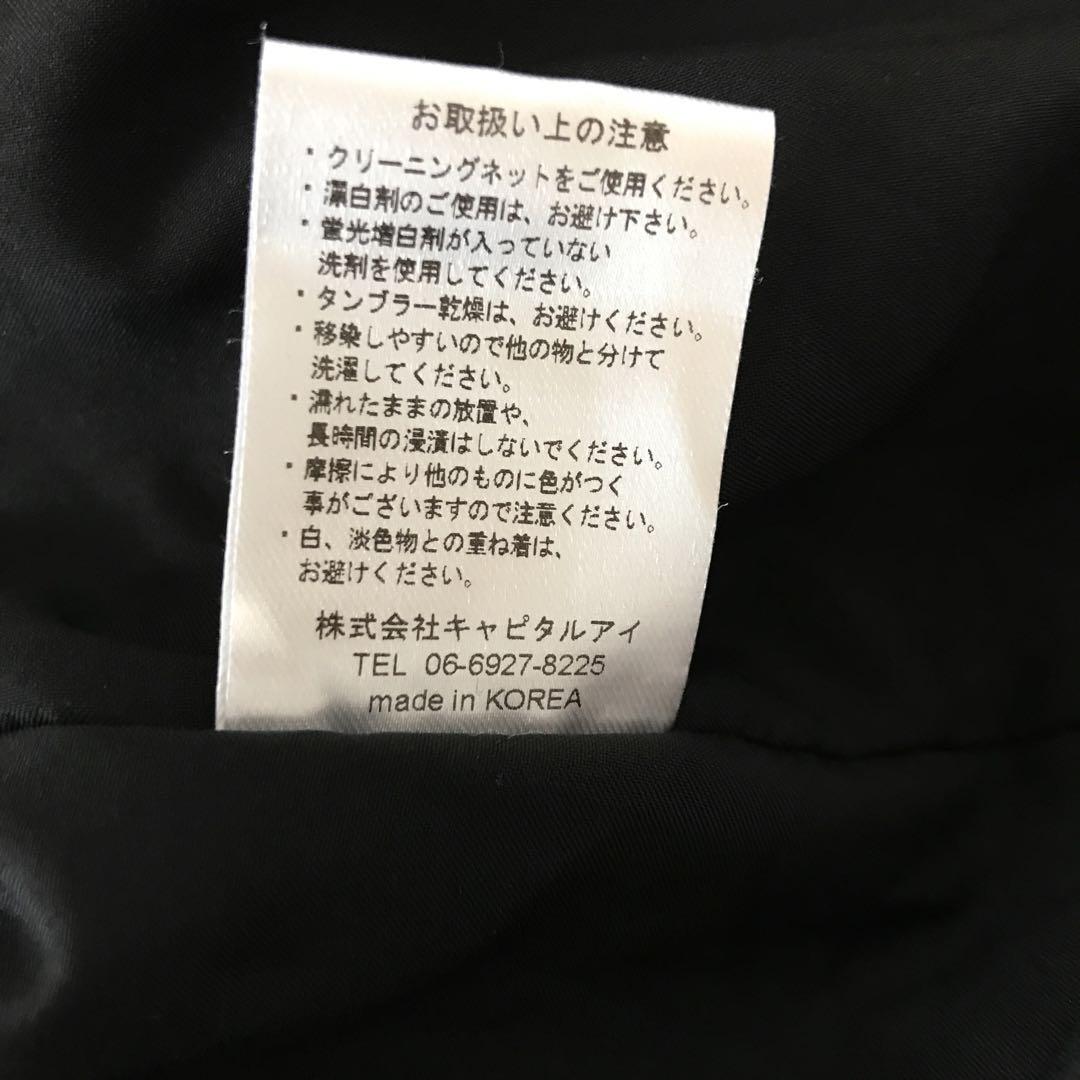 お取扱い上の注意
・クリーニングネットをご使用ください。
・漂白剤のご使用は、お避け下さい。
・蛍光増白剤が入っていない
洗剤を使用してください。
・タンブラー乾燥は、お避けください。
・移染しやすいので他の物と分けて
洗濯してください。
・濡れたままの放置や、
長時間の浸漬はしないでください。
・摩擦により他のものに色がつく
事がございますので注意ください。
・白、淡色物との重ね着は、
お避けください。
株式会社キャピタルアイ
TEL 06-6927-8225
made in KOREA